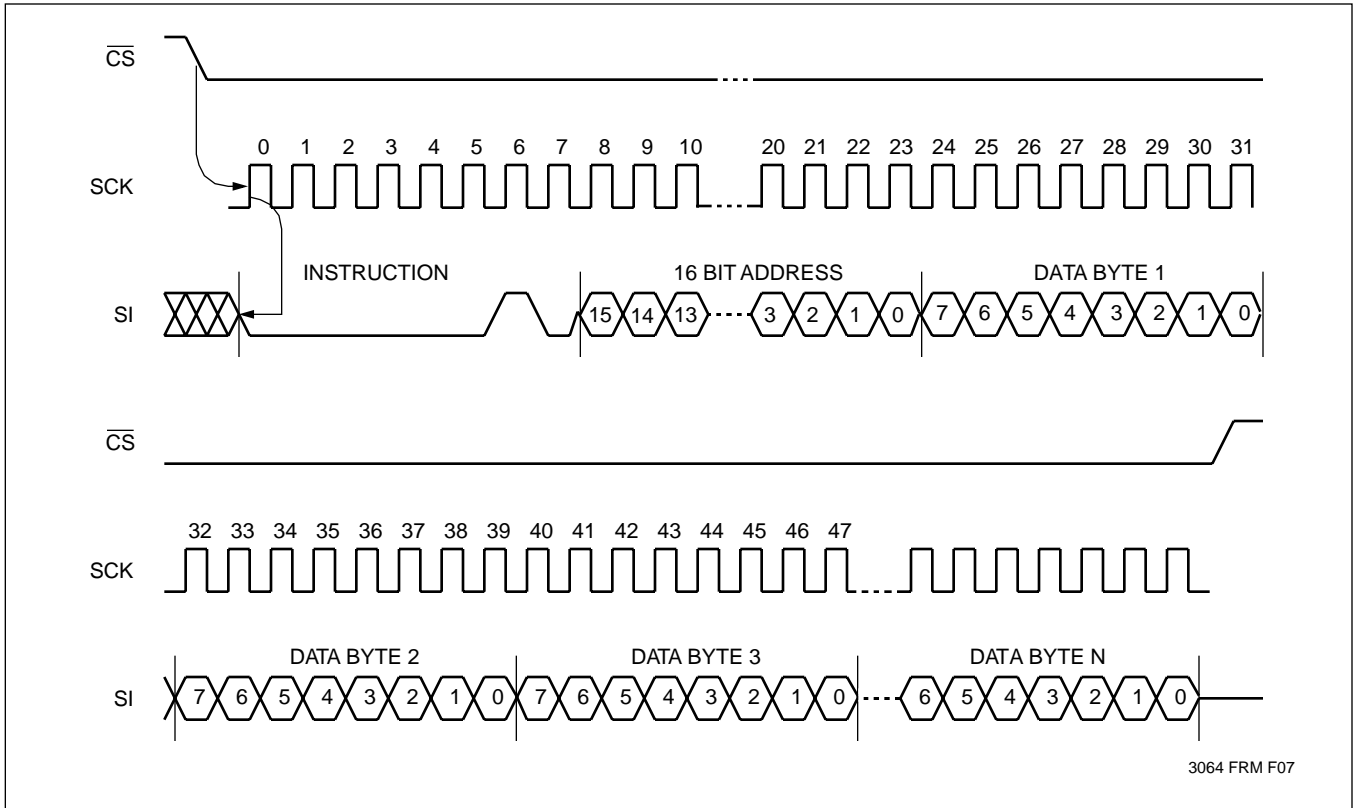 CS
0 1 2 3 4 5 6 7 8 9 10 20 21 22 23 24 25 26 27 28 29 30 31
SCK
INSTRUCTION 16 BIT ADDRESS DATA BYTE 1
SI 15 14 13 3 2 1 0 7 6 5 4 3 2 1 0
CS
32 33 34 35 36 37 38 39 40 41 42 43 44 45 46 47
SCK
DATA BYTE 2 DATA BYTE 3 DATA BYTE N
SI 7 6 5 4 3 2 1 0 7 6 5 4 3 2 1 0 6 5 4 3 2 1 0
3064 FRM F07